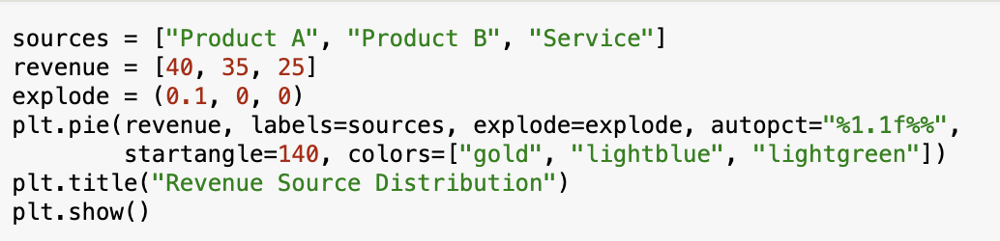 sources = ["Product A", "Product B", "Service"]
revenue = [40, 35, 25]
explode = (0.1, 0, 0)
plt.pie(revenue, labels=sources, explode=explode, autopct="%1.1f%%",
        startangle=140, colors=["gold", "lightblue", "lightgreen"])
plt.title("Revenue Source Distribution")
plt.show()